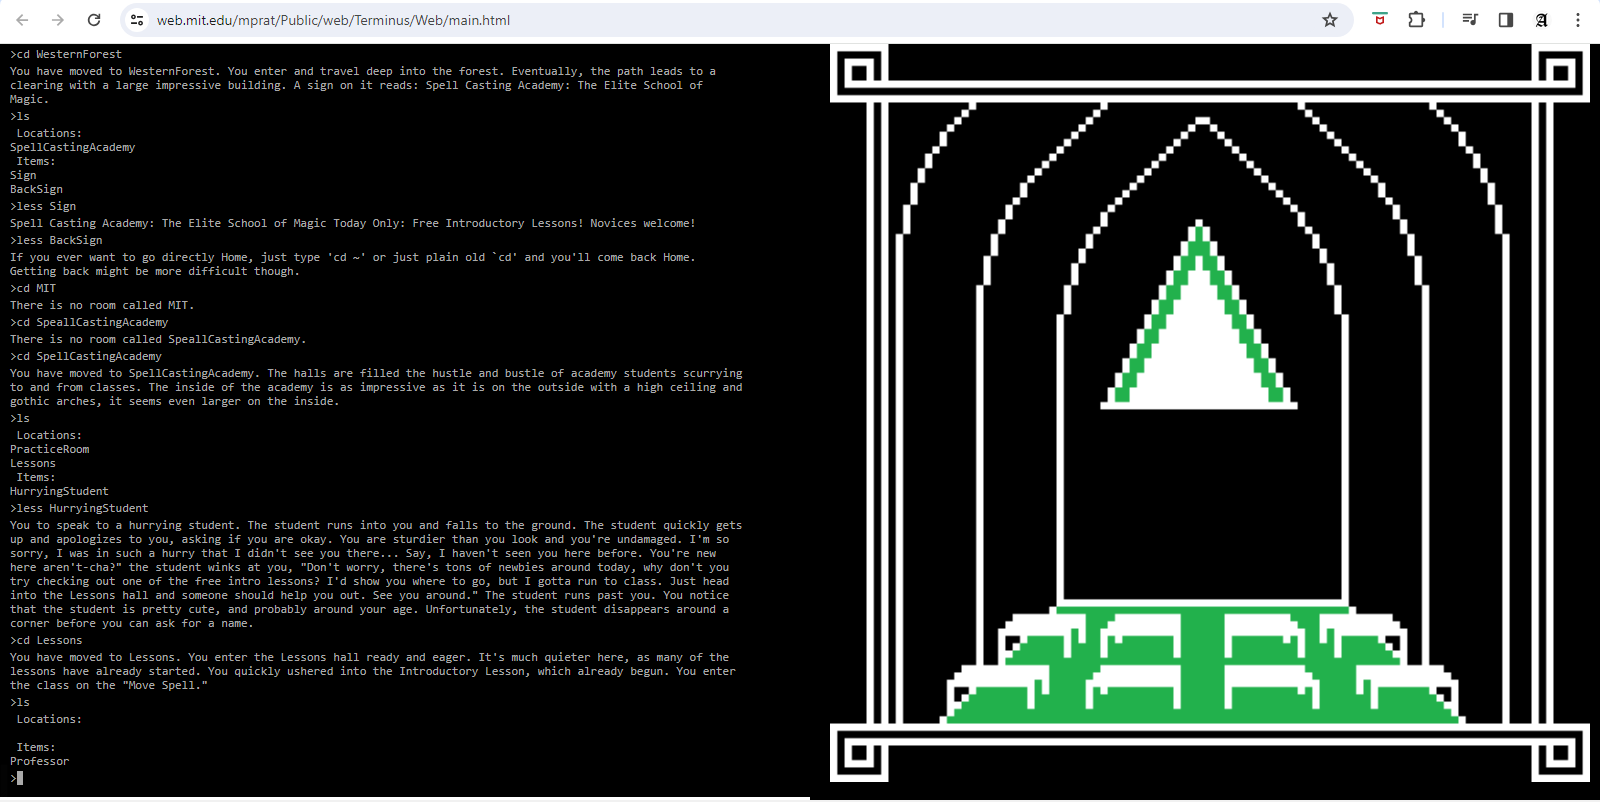 web.mit.edu/mprat/Public/web/Terminus/Web/main.html
>cd WesternForest
You have moved to WesternForest. You enter and travel deep into the forest. Eventually, the path leads to a
clearing with a large impressive building. A sign on it reads: Spell Casting Academy: The Elite School of
Magic.
>ls
Locations:
SpellCastingAcademy
Items:
Sign
BackSign
>less Sign
Spell Casting Academy: The Elite School of Magic Today Only: Free Introductory Lessons! Novices welcome!
>less BackSign
If you ever want to go directly Home, just type 'cd ~' or just plain old `cd' and you'll come back Home.
Getting back might be more difficult though.
>cd MIT
There is no room called MIT.
>cd SpeallCastingAcademy
There is no room called SpeallCastingAcademy.
>cd SpellCastingAcademy
You have moved to SpellCastingAcademy. The halls are filled the hustle and bustle of academy students scurrying
to and from classes. The inside of the academy is as impressive as it is on the outside with a high ceiling and
gothic arches, it seems even larger on the inside.
>ls
Locations:
PracticeRoom
Lessons
Items:
HurryingStudent
>less HurryingStudent
You to speak to a hurrying student. The student runs into you and falls to the ground. The student quickly gets
up and apologizes to you, asking if you are okay. You are sturdier than you look and you're undamaged. I'm so
sorry, I was in such a hurry that I didn't see you there... Say, I haven't seen you here before. You're new
here aren't-cha?" the student winks at you, "Don't worry, there's tons of newbies around today, why don't you
try checking out one of the free intro lessons? I'd show you where to go, but I gotta run to class. Just head
into the Lessons hall and someone should help you out. See you around." The student runs past you. You notice
that the student is pretty cute, and probably around your age. Unfortunately, the student disappears around a
corner before you can ask for a name.
>cd Lessons
You have moved to Lessons. You enter the Lessons hall ready and eager. It's much quieter here, as many of the
lessons have already started. You quickly ushered into the Introductory Lesson, which already begun. You enter
the class on the "Move Spell."
>ls
Locations:
Items:
Professor
>